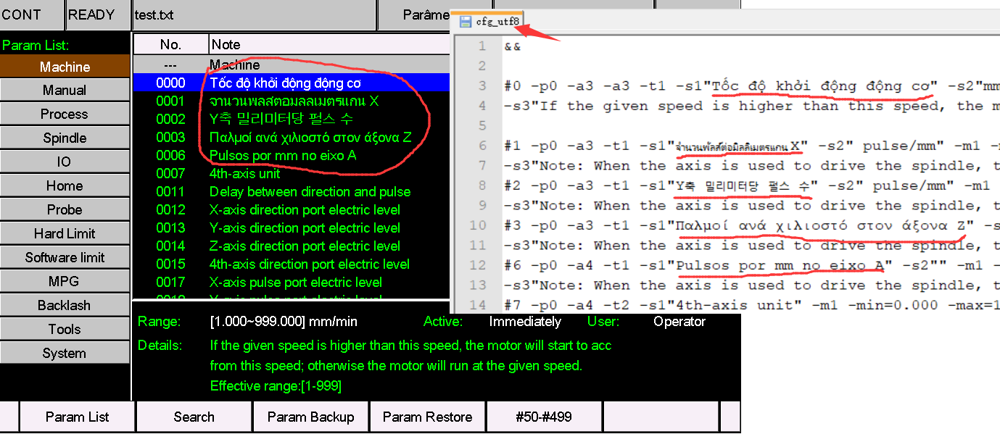 CONT
READY
test.txt
Parâme
Param List:
Machine
Manual
Process
Spindle
IO
Home
Probe
Hard Limit
Software limit
MPG
Backlash
Tools
System
No. Note
--- Machine
0000 Tốc độ khởi động động cơ
0001 จานวนพลสตอมลลเมตรแกน X
0002 Y축 밀리미터당 펄스 수
0003 Παλμοί ανά χιλιοστό στον άξονα Z
0006 Pulsos por mm no eixo A
0007 4th-axis unit
0011 Delay between direction and pulse
0012 X-axis direction port electric level
0013 Y-axis direction port electric level
0014 Z-axis direction port electric level
0015 4th-axis direction port electric level
0017 X-axis pulse port electric level
Range: [1.000~999.000] mm/min Active: Immediately User: Operator
Details: If the given speed is higher than this speed, the motor will start to acc
from this speed; otherwise the motor will run at the given speed.
Effective range:[1-999]
Param List
Search
Param Backup
Param Restore
#50-#499
cfg_utf8
1 &&
2
3 #0 -p0 -a3 -a3 -t1 -s1"Tốc độ khởi động động cơ" -s2"mm
4 -s3"If the given speed is higher than this speed, the m
5
6 #1 -p0 -a3 -t1 -s1"จำนวนพัลส์ต่อมิลลิเมตรแกน X" -s2" pulse/mm" -m1 -
7 -s3"Note: When the axis is used to drive the spindle, t
8 #2 -p0 -a3 -t1 -s1"Y축 밀리미터당 펄스 수" -s2" pulse/mm" -m1
9 -s3"Note: When the axis is used to drive the spindle, t
10 #3 -p0 -a3 -t1 -s1"Παλμοί ανά χιλιοστό στον άξονα Z" -s
11 -s3"Note: When the axis is used to drive the spindle, t
12 #6 -p0 -a4 -t1 -s1"Pulsos por mm no eixo A" -s2"" -m1 -
13 -s3"Note: When the axis is used to drive the spindle, t
14 #7 -p0 -a4 -t2 -s1"4th-axis unit" -m1 -min=0.000 -max=1